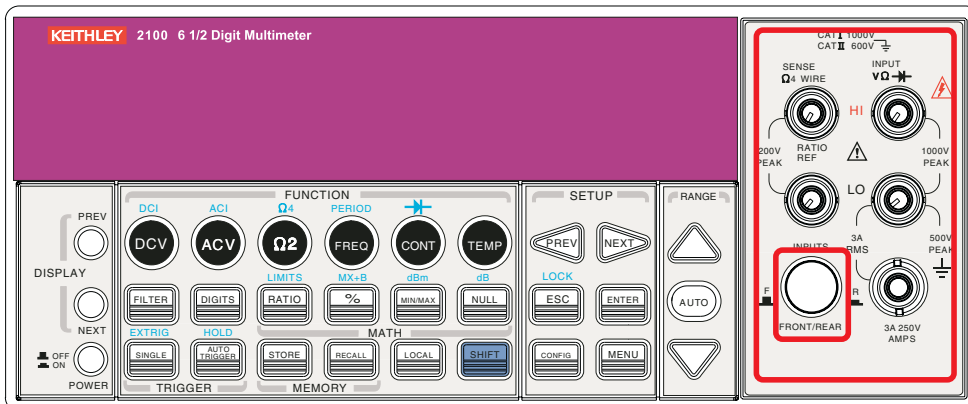 KEITHLEY 2100 6 1/2 Digit Multimeter
CAT I 1000V
CAT II 600V
SENSE
Ω4 WIRE
INPUT
VΩ
HI
200V
PEAK
RATIO
REF
1000V
PEAK
LO
3A
RMS
500V
PEAK
INPUTS
F
R
FRONT/REAR
3A 250V
AMPS
PREV
DISPLAY
NEXT
OFF
ON
POWER
FUNCTION
DCI ACI Ω4 PERIOD
DCV ACV Ω2 FREQ CONT TEMP
LIMITS MX+B dBm dB
FILTER DIGITS RATIO % MIN/MAX NULL
EXTRIG HOLD MATH
SINGLE AUTO TRIGGER STORE RECALL LOCAL SHIFT
TRIGGER MEMORY
SETUP
PREV NEXT
LOCK
ESC ENTER
CONFIG MENU
RANGE
AUTO